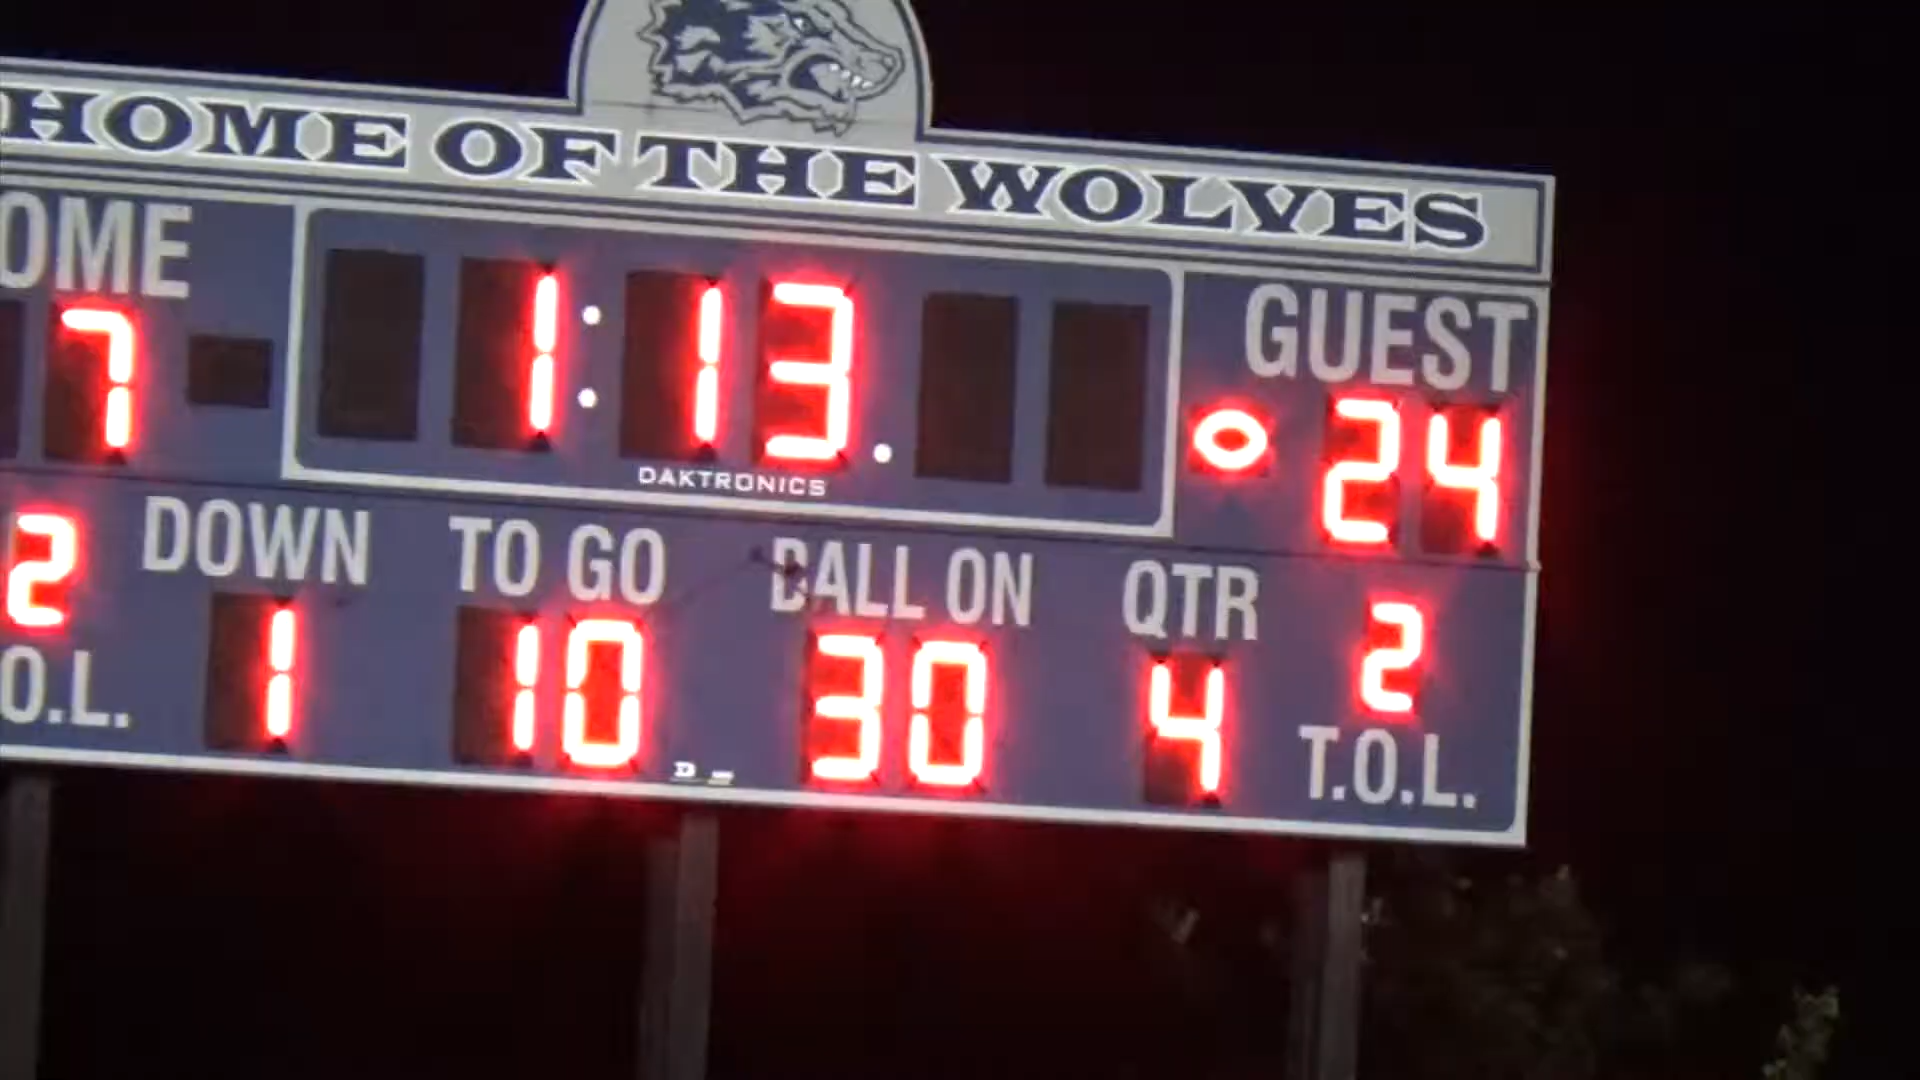 HOME OF THE WOLVES
OME
1:13.
GUEST
7
24
DAKTRONICS
DOWN
TO GO
BALL ON
QTR
2
1
10
30
4
2
O.L.
T.O.L.